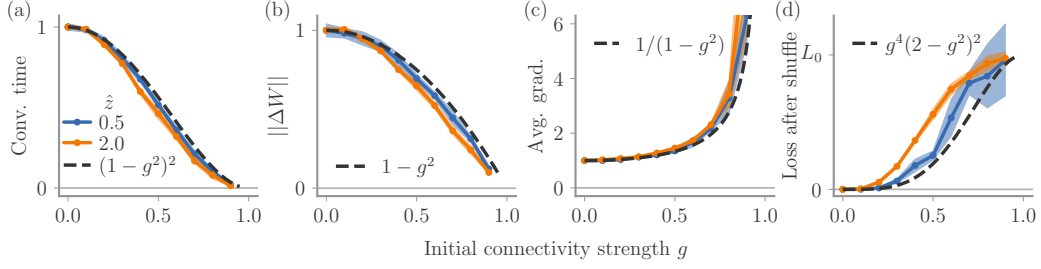 (a)
Conv. time
1
0
ẑ
0.5
2.0
(1 − g²)²
0.0
0.5
1.0
(b)
||ΔW||
1
0
1 − g²
0.0
0.5
1.0
(c)
Avg. grad.
6
4
2
0
1/(1 − g²)
0.0
0.5
1.0
(d)
Loss after shuffle
L₀
0
g⁴(2 − g²)²
0.0
0.5
1.0
Initial connectivity strength g